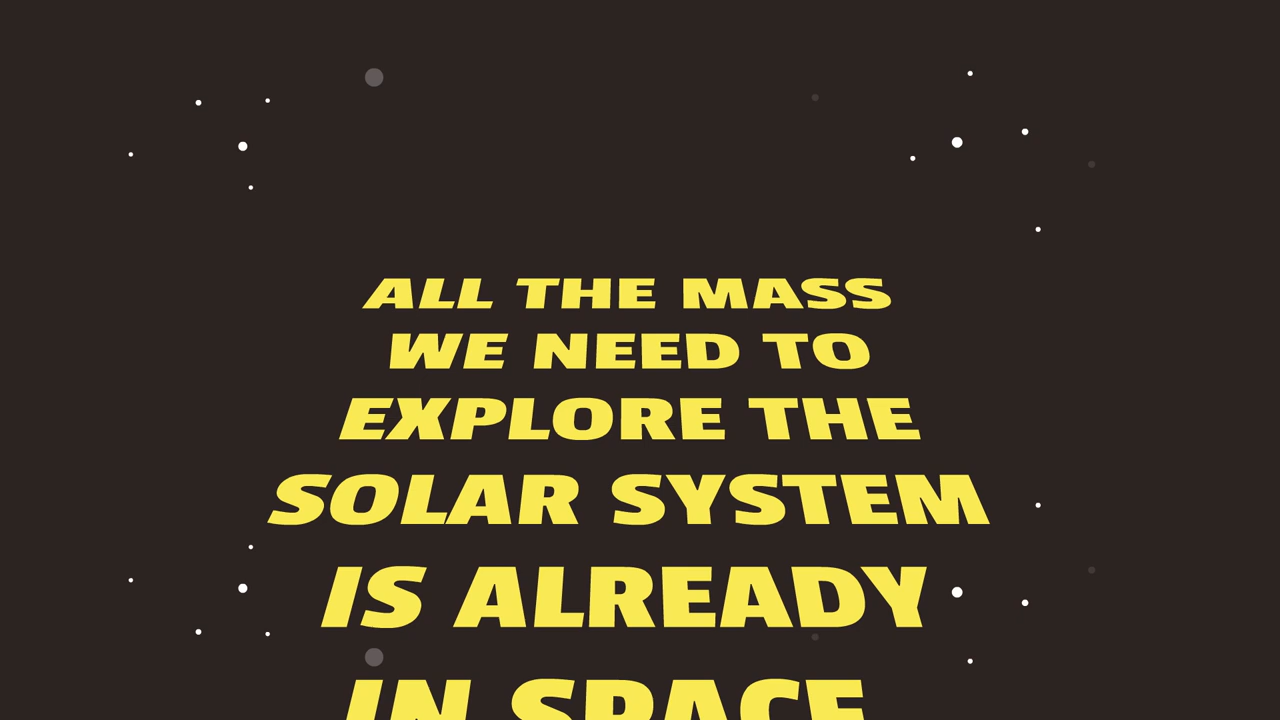 ALL THE MASS
WE NEED TO
EXPLORE THE
SOLAR SYSTEM
IS ALREADY
IN SPACE